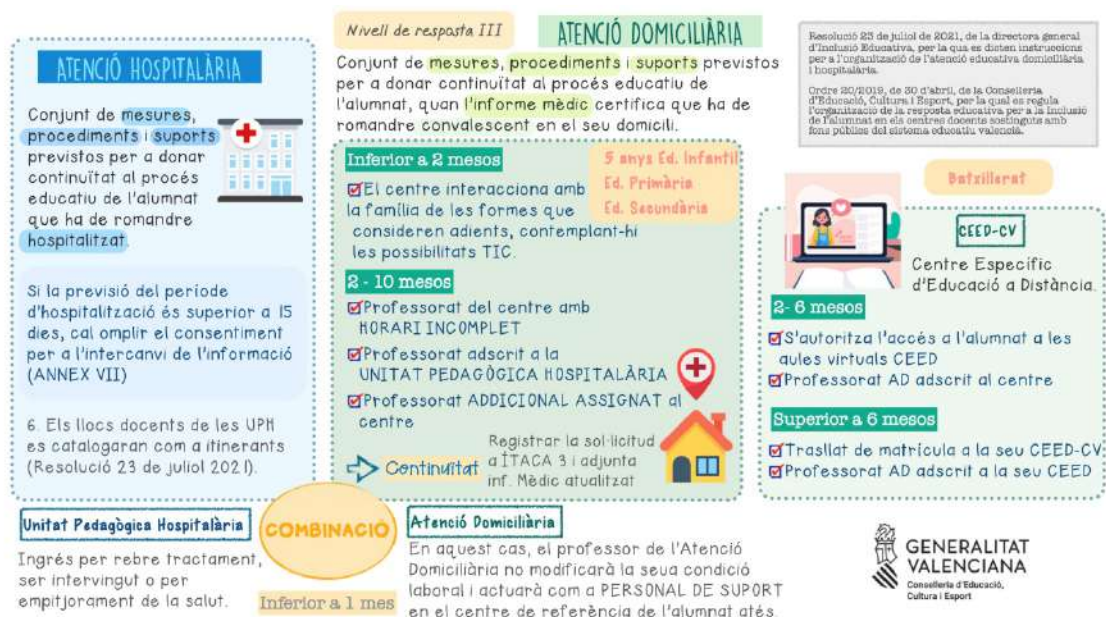 ATENCIÓ HOSPITALÀRIA
Conjunt de mesures,
procediments i suports
previstos per a donar
continuïtat al procés
educatiu de l'alumnat
que ha de romandre
hospitalitzat.
Si la previsió del període
d'hospitalització és superior a 15
dies, cal omplir el consentiment
per a l'intercanvi de l'informació
(ANNEX VII)
6. Els llocs docents de les UPH
es catalogaran com a itinerants
(Resolució 23 de juliol 2021).
Nivell de resposta III
ATENCIÓ DOMICILIÀRIA
Conjunt de mesures, procediments i suports previstos
per a donar continuïtat al procés educatiu de
l'alumnat, quan l'informe mèdic certifica que ha de
romandre convalescent en el seu domicili.
Inferior a 2 mesos
5 anys Ed. Infantil
Ed. Primària
Ed. Secundària
El centre interacciona amb
la família de les formes que
consideren adients, contemplant-hi
les possibilitats TIC.
2 - 10 mesos
Professorat del centre amb
HORARI INCOMPLET
Professorat adscrit a la
UNITAT PEDAGÒGICA HOSPITALÀRIA
Professorat ADDICIONAL ASSIGNAT al
centre
Continuïtat
Registrar la sol·licitud
a ÍTACA 3 i adjunta
inf. Mèdic atualitzat
Resolució 23 de juliol de 2021, de la directora general
d'Inclusió Educativa, per la que es dicten instruccions
per a l'organització de l'atenció educativa domiciliària
i hospitalària.
Ordre 20/2019, de 30 d'abril, de la Conselleria
d'Educació, Cultura i Esport, per la qual es regula
l'organització de la resposta educativa per a la Inclusió
de l'alumnat en els centres docents sostinguts amb
fons públics del sistema educatiu valencià.
Batxillerat
CEED-CV
Centre Específic
d'Educació a Distància.
2- 6 mesos
S'autoritza l'accés a l'alumnat a les
aules virtuals CEED
Professorat AD adscrit al centre
Superior a 6 mesos
Trasllat de matrícula a la seu CEED-CV
Professorat AD adscrit a la seu CEED
Unitat Pedagògica Hospitalària
Ingrés per rebre tractament,
ser intervingut o per
empitjorament de la salut.
COMBINACIÓ
Inferior a 1 mes
Atenció Domiciliària
En aquest cas, el professor de l'Atenció
Domiciliària no modificarà la seua condició
laboral i actuarà com a PERSONAL DE SUPORT
en el centre de referència de l'alumnat atés.
GENERALITAT
VALENCIANA
Conselleria d'Educació,
Cultura i Esport